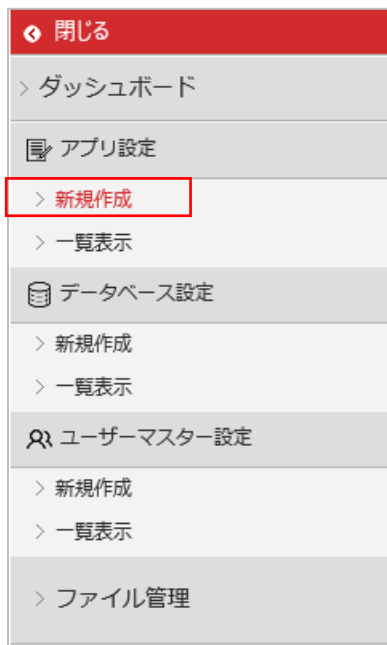 閉じる
ダッシュボード
アプリ設定
新規作成
一覧表示
データベース設定
新規作成
一覧表示
ユーザーマスター設定
新規作成
一覧表示
ファイル管理